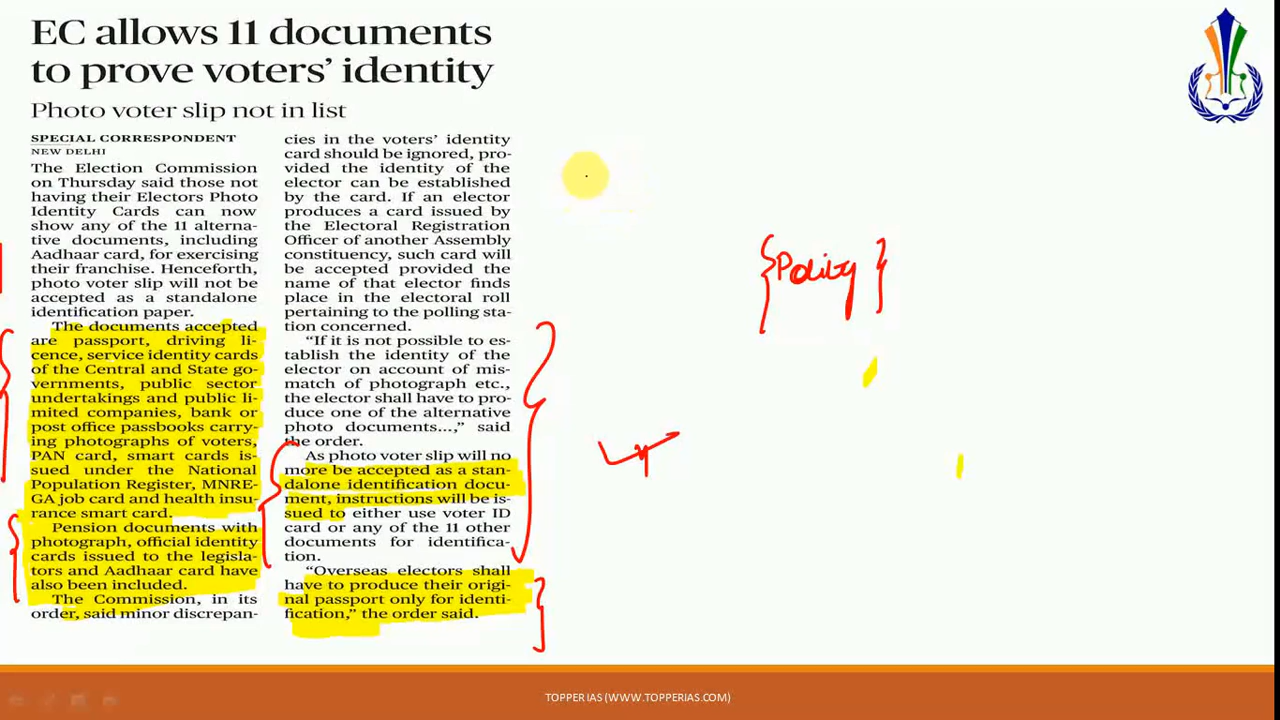 EC allows 11 documents
to prove voters' identity
Photo voter slip not in list
SPECIAL CORRESPONDENT
NEW DELHI
The Election Commission
on Thursday said those not
having their Electors Photo
Identity Cards can now
show any of the 11 alterna-
tive documents, including
Aadhaar card, for exercising
their franchise. Henceforth,
photo voter slip will not be
accepted as a standalone
identification paper.
The documents accepted
are passport, driving li-
cence, service identity cards
of the Central and State go-
vernments, public sector
undertakings and public li-
mited companies, bank or
post office passbooks carry-
ing photographs of voters,
PAN card, smart cards is-
sued under the National
Population Register, MNRE-
GA job card and health insu-
rance smart card.
Pension documents with
photograph, official identity
cards issued to the legisla-
tors and Aadhaar card have
also been included.
The Commission, in its
order, said minor discrepan-
cies in the voters' identity
card should be ignored, pro-
vided the identity of the
elector can be established
by the card. If an elector
produces a card issued by
the Electoral Registration
Officer of another Assembly
constituency, such card will
be accepted provided the
name of that elector finds
place in the electoral roll
pertaining to the polling sta-
tion concerned.
"If it is not possible to es-
tablish the identity of the
elector on account of mis-
match of photograph etc.,
the elector shall have to pro-
duce one of the alternative
photo documents...," said
the order.
As photo voter slip will no
more be accepted as a stan-
dalone identification docu-
ment, instructions will be is-
sued to either use voter ID
card or any of the 11 other
documents for identifica-
tion.
"Overseas electors shall
have to produce their origi-
nal passport only for identi-
fication," the order said.
{Polity}
TOPPER IAS (WWW.TOPPERIAS.COM)